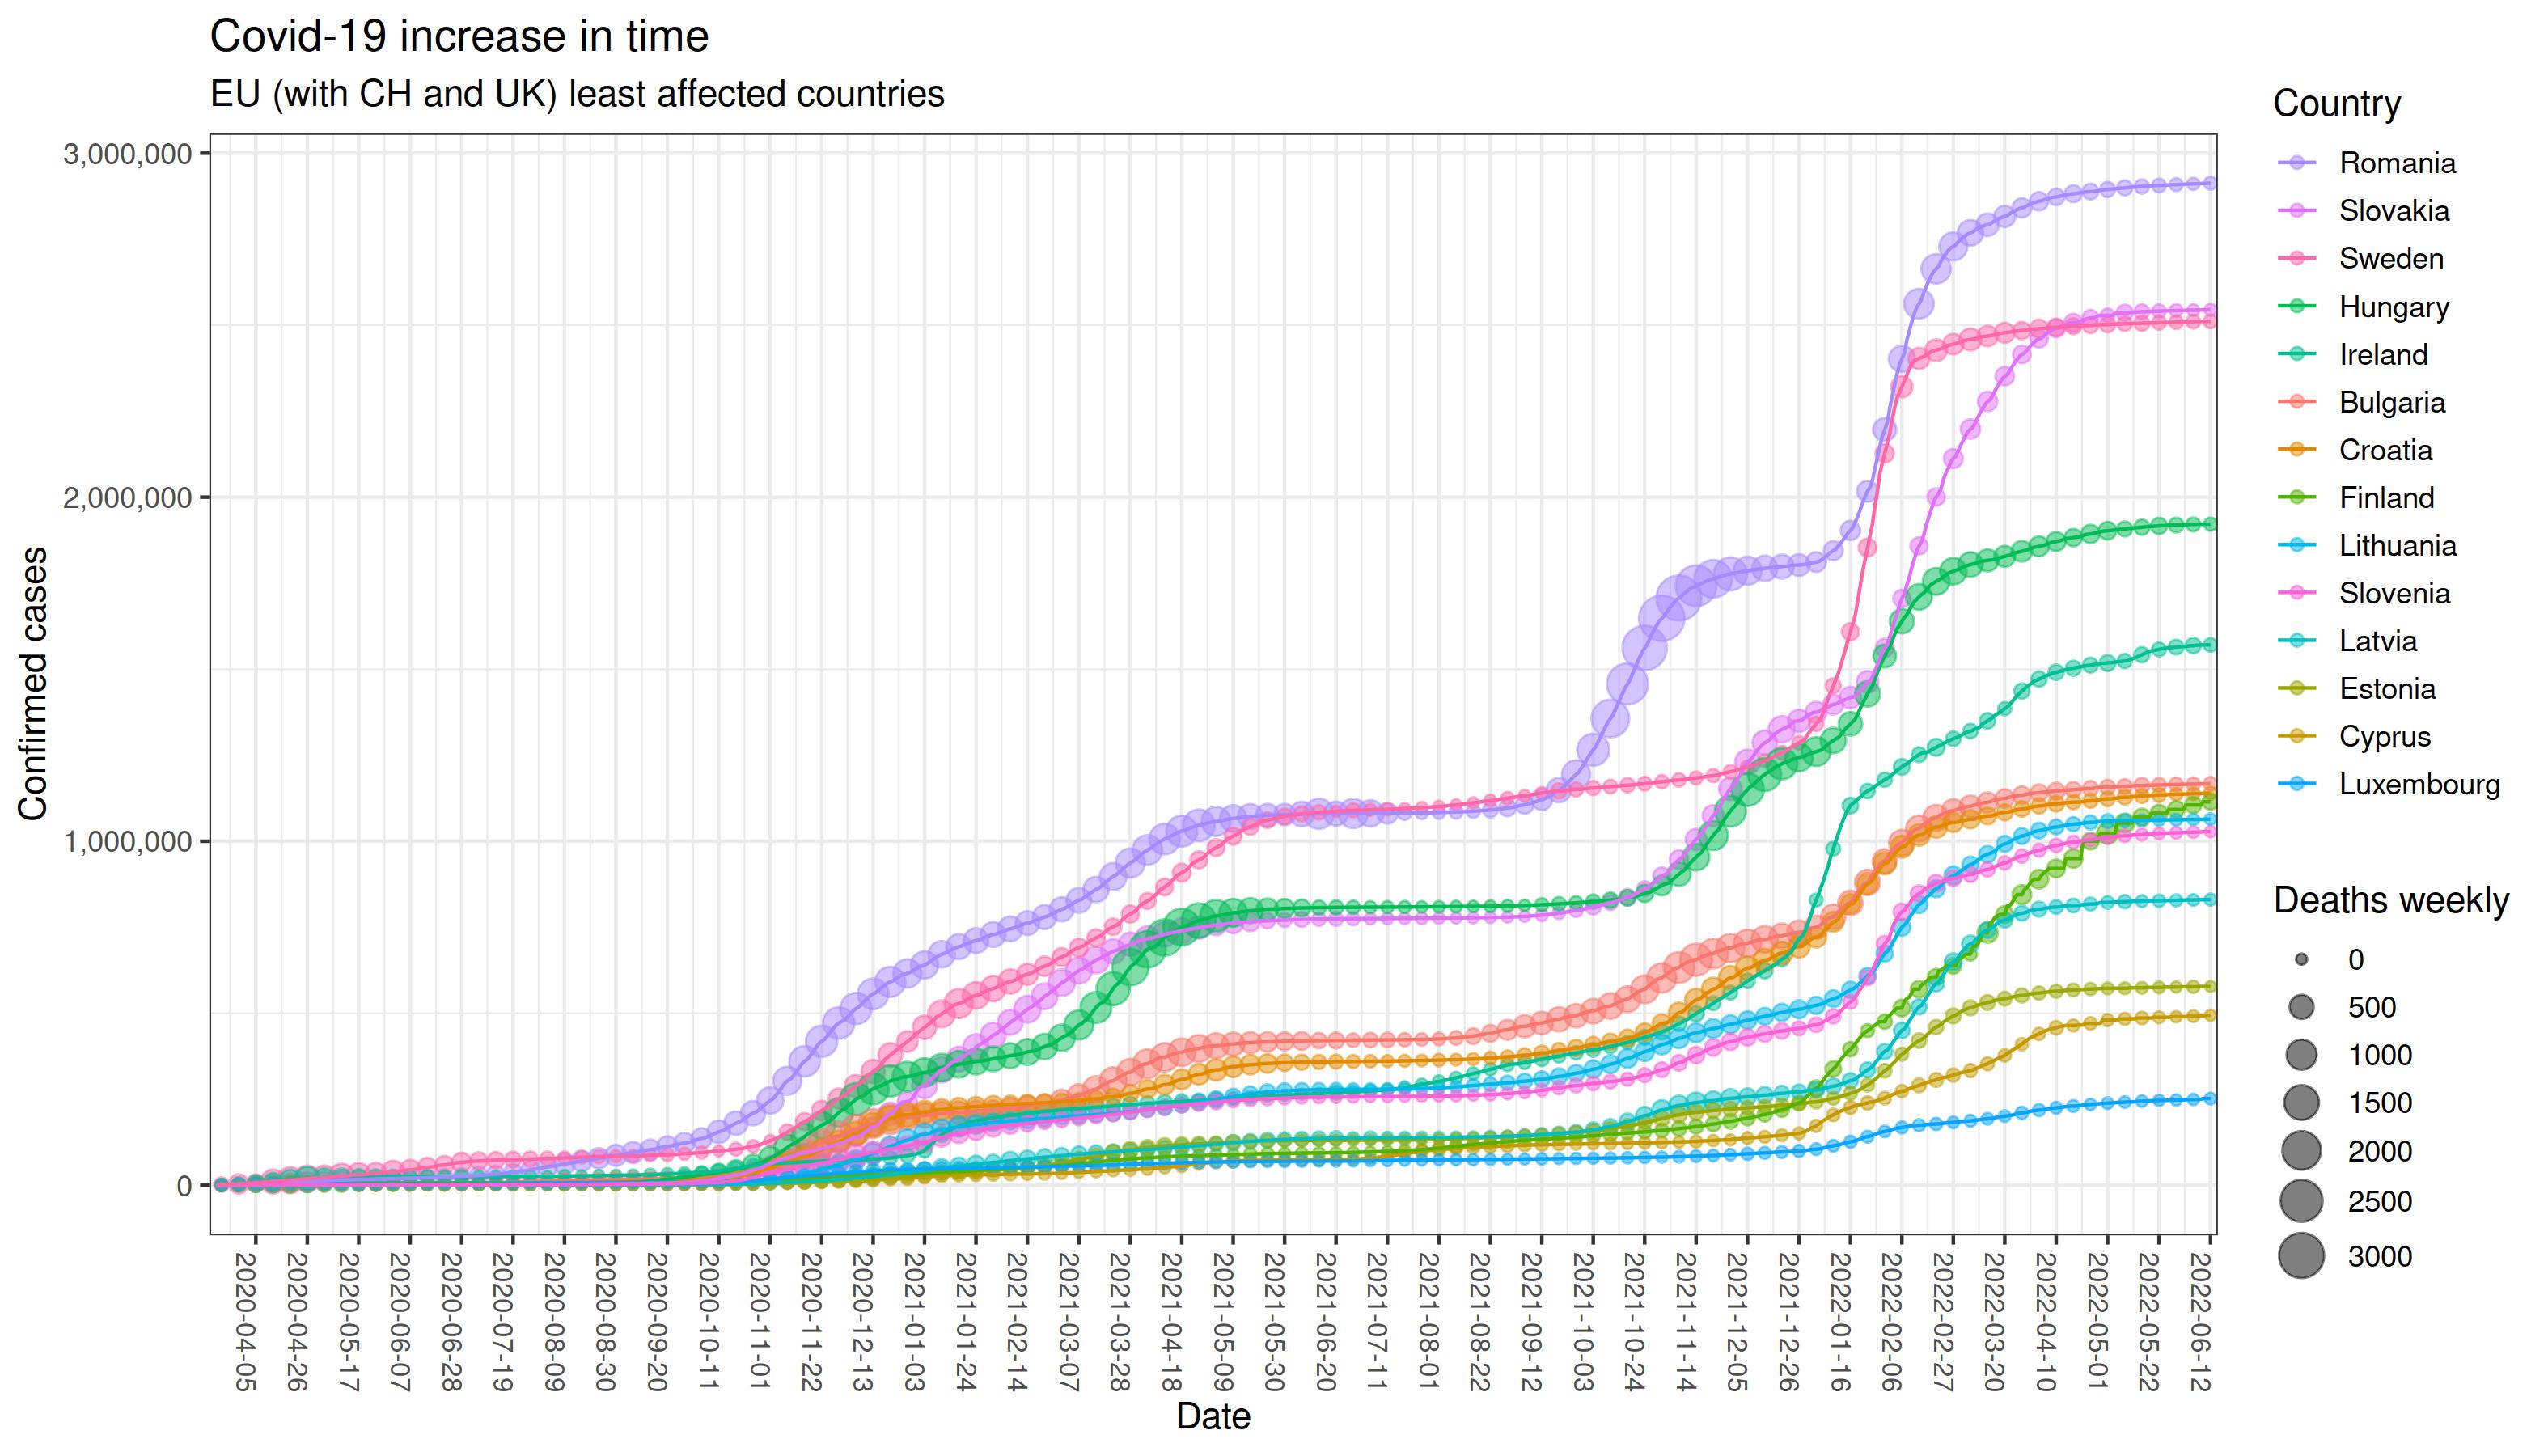 Covid-19 increase in time
EU (with CH and UK) least affected countries
3,000,000
2,000,000
1,000,000
0
Confirmed cases
2020-04-05
2020-04-26
2020-05-17
2020-06-07
2020-06-28
2020-07-19
2020-08-09
2020-08-30
2020-09-20
2020-10-11
2020-11-01
2020-11-22
2020-12-13
2021-01-03
2021-01-24
2021-02-14
2021-03-07
2021-03-28
2021-04-18
2021-05-09
2021-05-30
2021-06-20
2021-07-11
2021-08-01
2021-08-22
2021-09-12
2021-10-03
2021-10-24
2021-11-14
2021-12-05
2021-12-26
2022-01-16
2022-02-06
2022-02-27
2022-03-20
2022-04-10
2022-05-01
2022-05-22
2022-06-12
Date
Country
Romania
Slovakia
Sweden
Hungary
Ireland
Bulgaria
Croatia
Finland
Lithuania
Slovenia
Latvia
Estonia
Cyprus
Luxembourg
Deaths weekly
0
500
1000
1500
2000
2500
3000